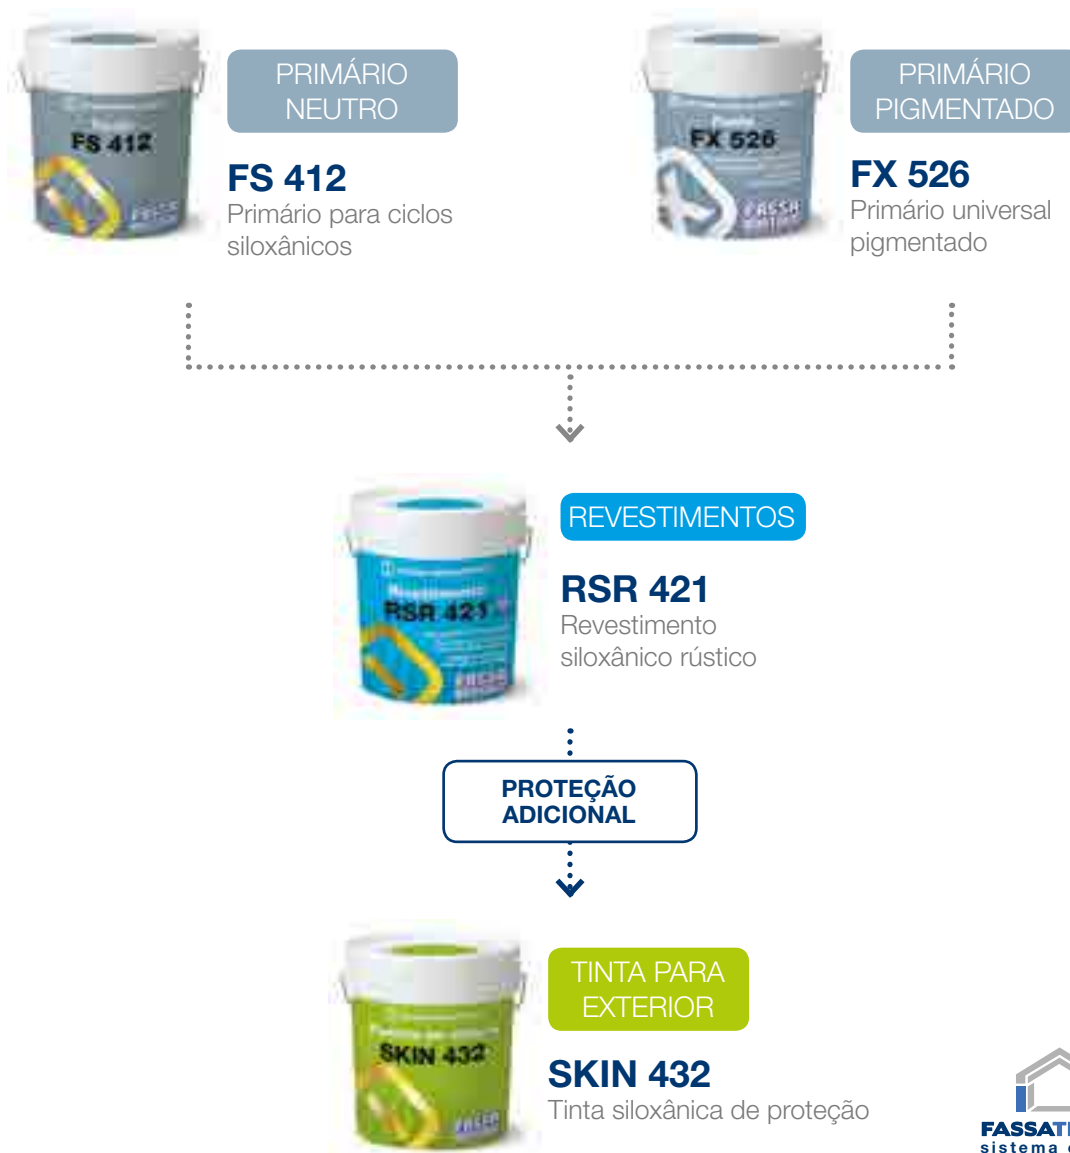 PRIMÁRIO
NEUTRO
FS 412
FS 412
Primário para ciclos
siloxânicos
PRIMÁRIO
PIGMENTADO
FX 526
FX 526
Primário universal
pigmentado
REVESTIMENTOS
RSR 421
RSR 421
Revestimento
siloxânico rústico
PROTEÇÃO
ADICIONAL
TINTA PARA
EXTERIOR
SKIN 432
SKIN 432
Tinta siloxânica de proteção
FASSAT
sistema